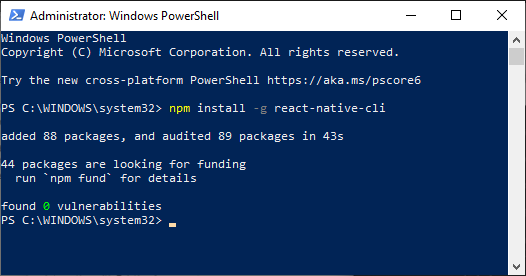 Administrator: Windows PowerShell
Windows PowerShell
Copyright (C) Microsoft Corporation. All rights reserved.
Try the new cross-platform PowerShell https://aka.ms/pscore6
PS C:\WINDOWS\system32> npm install -g react-native-cli
added 88 packages, and audited 89 packages in 43s
44 packages are looking for funding
  run `npm fund` for details
found 0 vulnerabilities
PS C:\WINDOWS\system32>